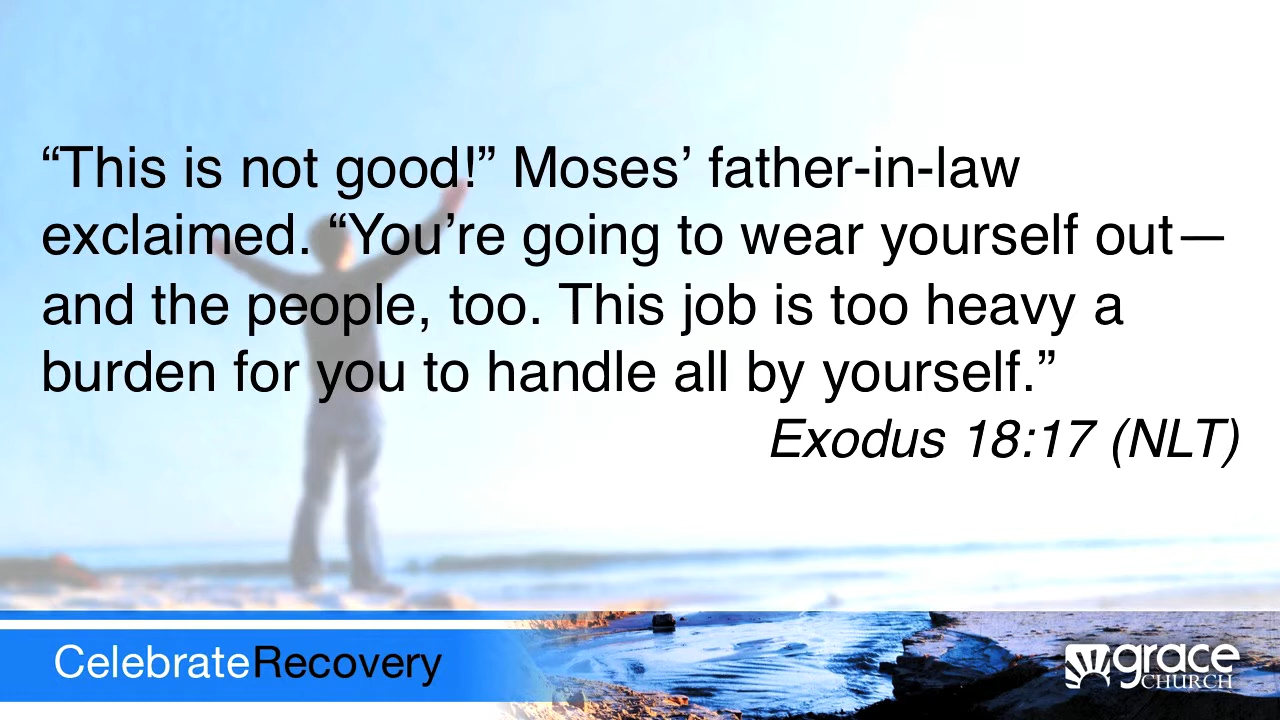 “This is not good!” Moses’ father-in-law
exclaimed. “You’re going to wear yourself out—
and the people, too. This job is too heavy a
burden for you to handle all by yourself.”
Exodus 18:17 (NLT)
CelebrateRecovery
grace
CHURCH